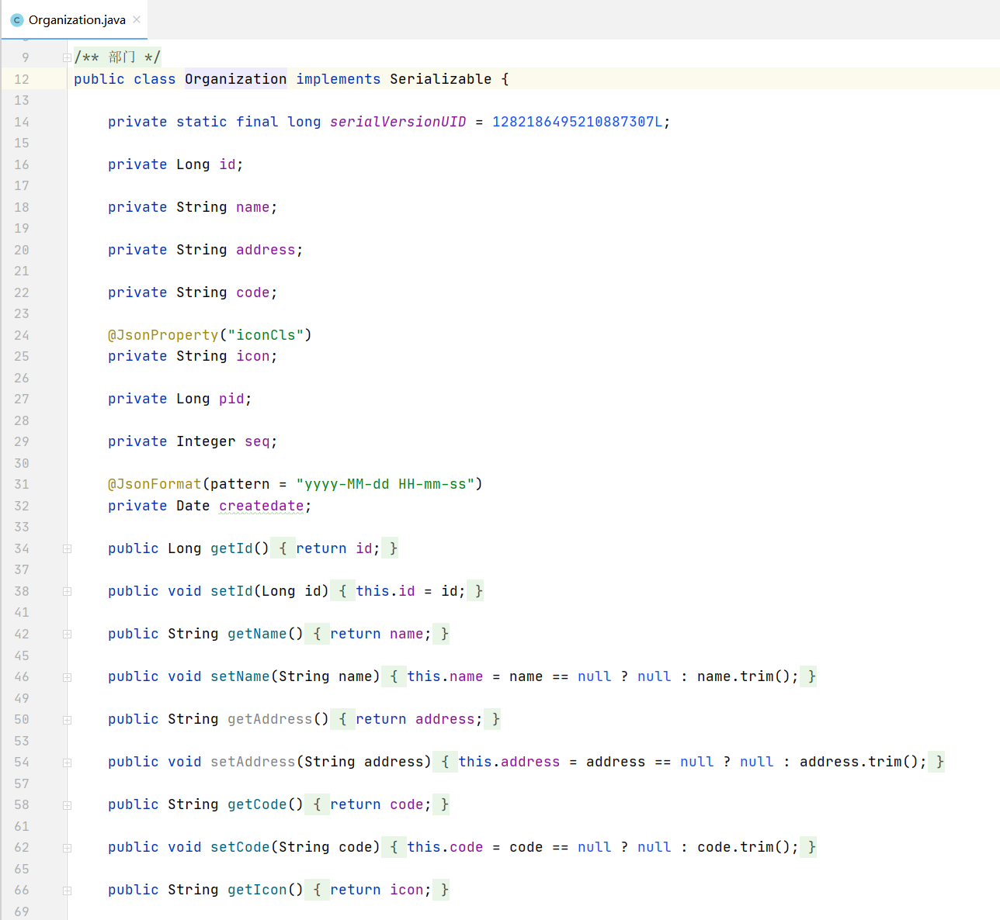 Organization.java
9 /** 部门 */
12 public class Organization implements Serializable {
13
14 private static final long serialVersionUID = 1282186495210887307L;
15
16 private Long id;
17
18 private String name;
19
20 private String address;
21
22 private String code;
23
24 @JsonProperty("iconCls")
25 private String icon;
26
27 private Long pid;
28
29 private Integer seq;
30
31 @JsonFormat(pattern = "yyyy-MM-dd HH-mm-ss")
32 private Date createdate;
33
34 public Long getId() { return id; }
37
38 public void setId(Long id) { this.id = id; }
41
42 public String getName() { return name; }
45
46 public void setName(String name) { this.name = name == null ? null : name.trim(); }
49
50 public String getAddress() { return address; }
53
54 public void setAddress(String address) { this.address = address == null ? null : address.trim(); }
57
58 public String getCode() { return code; }
61
62 public void setCode(String code) { this.code = code == null ? null : code.trim(); }
65
66 public String getIcon() { return icon; }
69